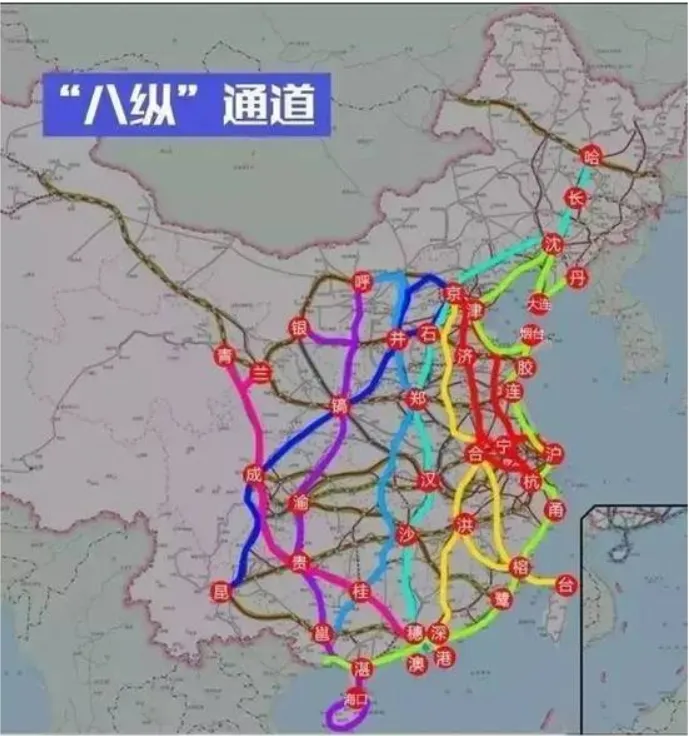 “八纵”通道
哈
长
沈
丹
呼
京
津
大连
银
井
石
烟台
青
兰
济
胶
镐
郑
连
成
合
宁
沪
渝
汉
杭
洪
甬
沙
昆
贵
桂
榕
台
鹭
邕
穗
深
湛
澳
港
海口